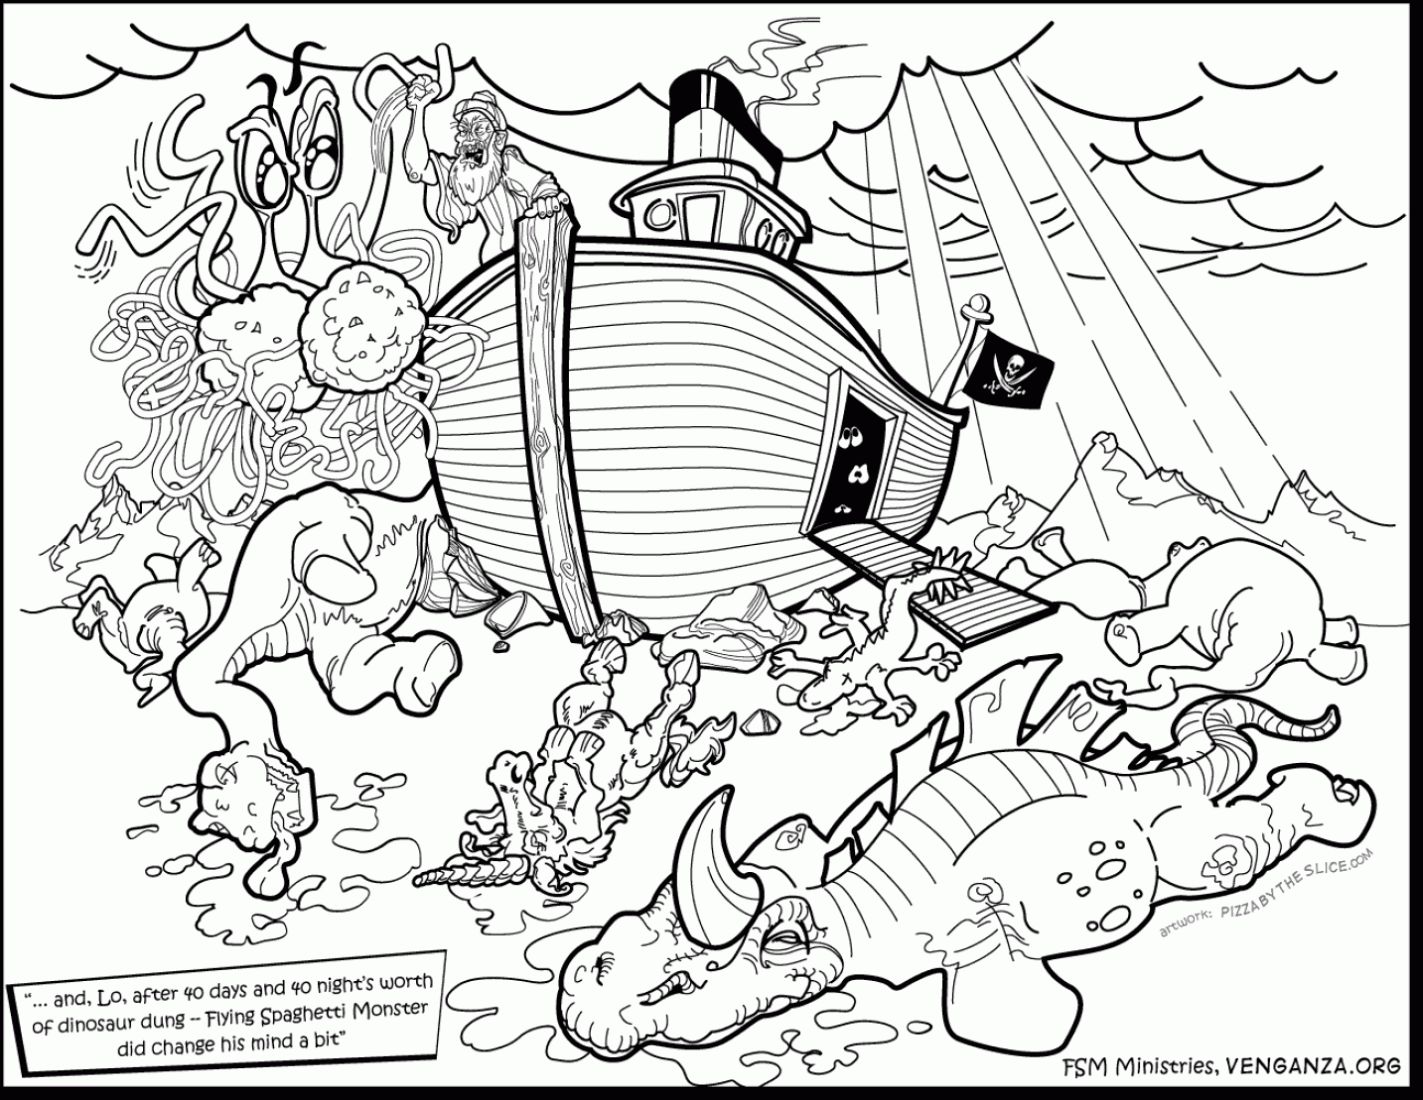 "... and, Lo, after 40 days and 40 night's worth
of dinosaur dung -- Flying Spaghetti Monster
did change his mind a bit"
artwork: PIZZABYTHESLICE.COM
FSM Ministries, VENGANZA.ORG